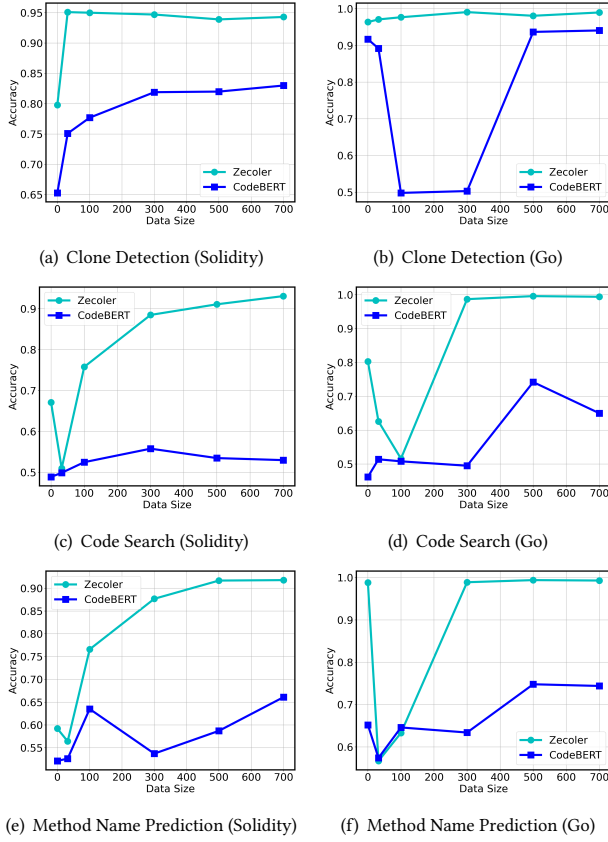 0.95
0.90
0.85
0.80
0.75
0.70
0.65
Accuracy
0 100 200 300 400 500 600 700
Data Size
Zecoler
CodeBERT
(a) Clone Detection (Solidity)
1.0
0.9
0.8
0.7
0.6
0.5
Accuracy
0 100 200 300 400 500 600 700
Data Size
Zecoler
CodeBERT
(b) Clone Detection (Go)
0.9
0.8
0.7
0.6
0.5
Accuracy
0 100 200 300 400 500 600 700
Data Size
Zecoler
CodeBERT
(c) Code Search (Solidity)
1.0
0.9
0.8
0.7
0.6
0.5
Accuracy
0 100 200 300 400 500 600 700
Data Size
Zecoler
CodeBERT
(d) Code Search (Go)
0.90
0.85
0.80
0.75
0.70
0.65
0.60
0.55
Accuracy
0 100 200 300 400 500 600 700
Data Size
Zecoler
CodeBERT
(e) Method Name Prediction (Solidity)
1.0
0.9
0.8
0.7
0.6
Accuracy
0 100 200 300 400 500 600 700
Data Size
Zecoler
CodeBERT
(f) Method Name Prediction (Go)